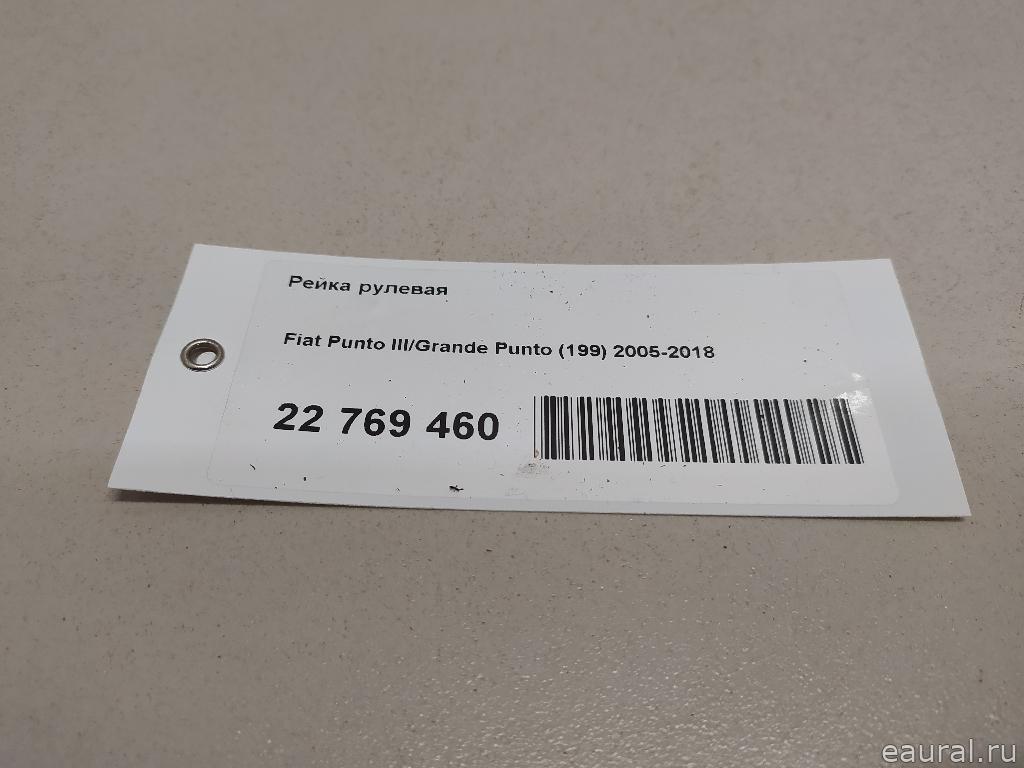 Рейка рулевая
Fiat Punto III/Grande Punto (199) 2005-2018
22 769 460
eaural.ru